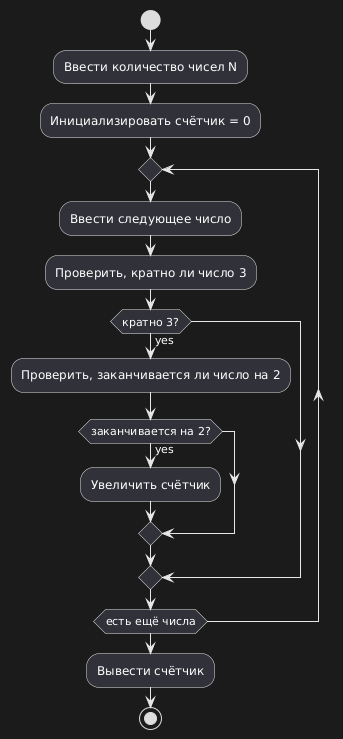 Ввести количество чисел N
Инициализировать счётчик = 0
Ввести следующее число
Проверить, кратно ли число 3
кратно 3?
yes
Проверить, заканчивается ли число на 2
заканчивается на 2?
yes
Увеличить счётчик
есть ещё числа
Вывести счётчик